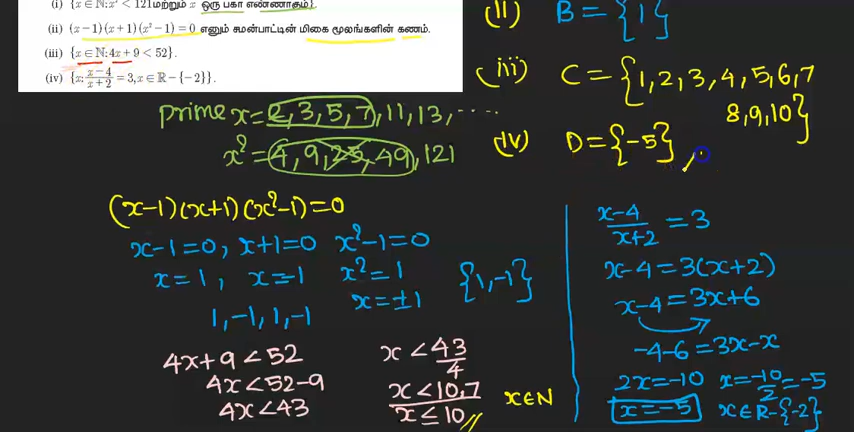 (i) {x ∈ N: x² < 121 மற்றும் x ஒரு பகா எண்ணாகும்}.
(ii) (x − 1)(x + 1)(x² − 1) = 0 எனும் சமன்பாட்டின் மிகை மூலங்களின் கணம்.
(iii) {x ∈ N: 4x + 9 < 52}.
(iv) {x: x−4/x+2 = 3, x ∈ R − {−2}}.
(ii) B = {1}
(iii) C = {1, 2, 3, 4, 5, 6, 7
8, 9, 10}
(iv) D = {-5},
prime x = 2, 3, 5, 7, 11, 13, ....
x² = 4, 9, 25, 49, 121
(x-1)(x+1)(x²-1)=0
x-1=0, x+1=0 x²-1=0
x=1, x=-1 x²=1
x=±1 {1,-1}
1, -1, 1, -1
4x+9<52
4x<52-9
4x<43
x<43/4
x<10.7
x≤10 x∈N
x-4/x+2 = 3
x-4=3(x+2)
x-4=3x+6
-4-6=3x-x
2x=-10 x=-10/2=-5
x=-5 x∈R-{-2}